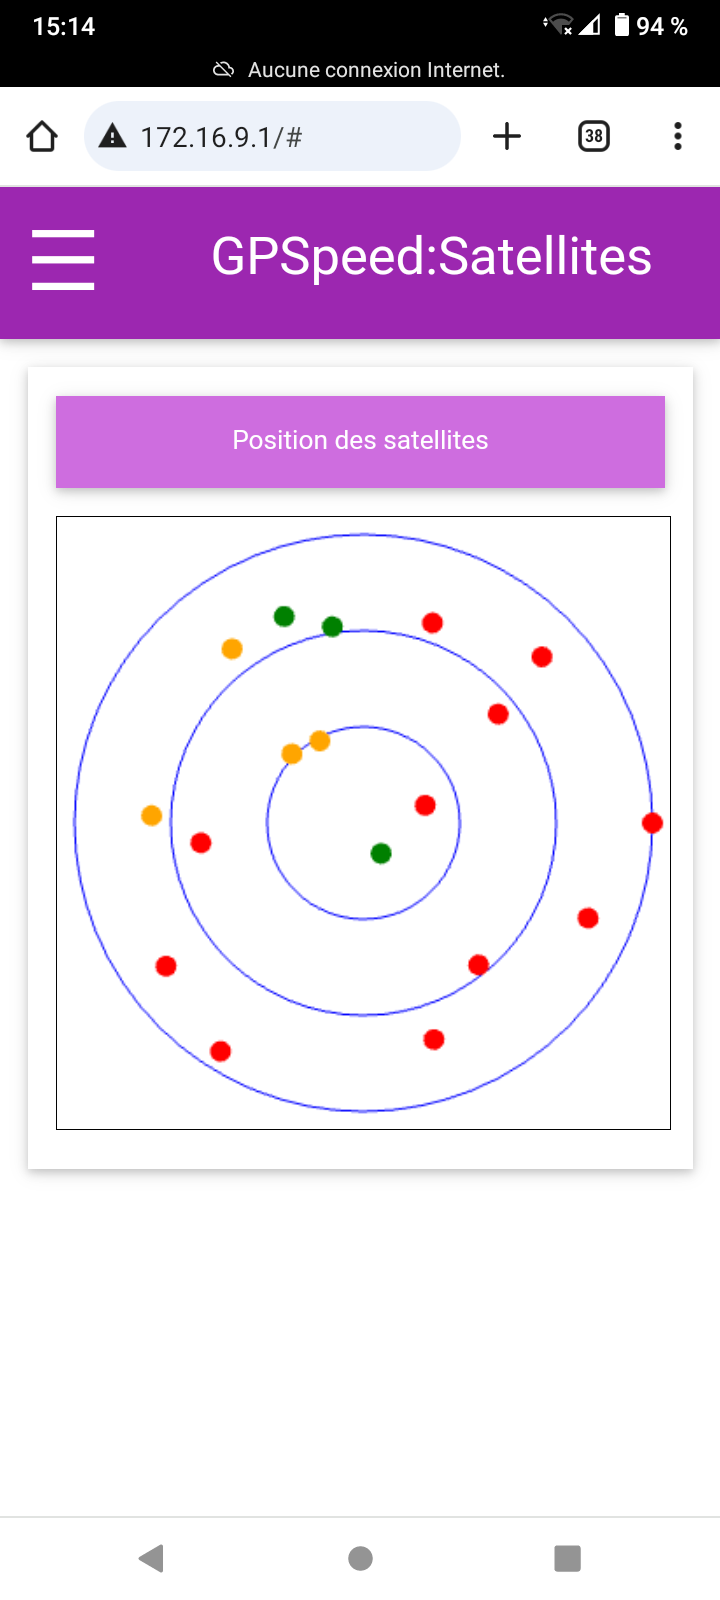 15:14
94 %
Aucune connexion Internet.
172.16.9.1/#
38
GPSpeed:Satellites
Position des satellites